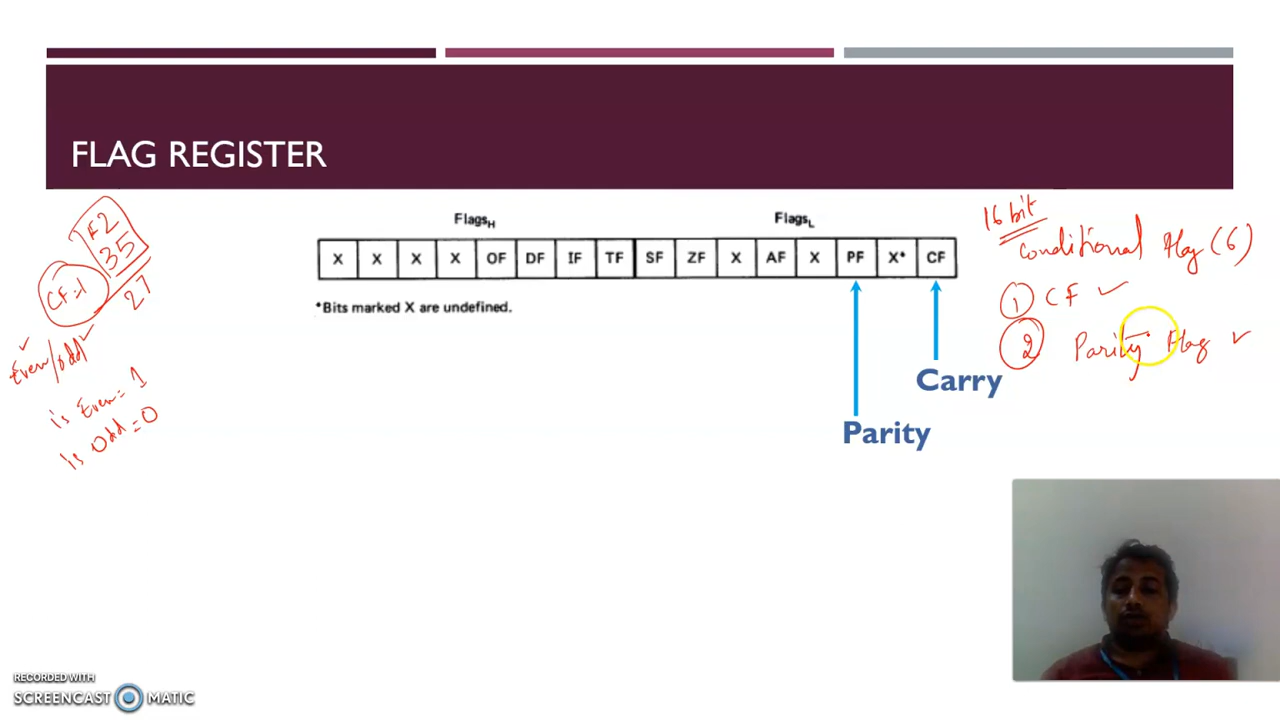 FLAG REGISTER
Flags_H Flags_L
X X X X OF DF IF TF SF ZF X AF X PF X* CF
*Bits marked X are undefined.
Carry
Parity
F2
35
27
CF=1
Even/odd
is Even = 1
is Odd = 0
16 bit
Conditional Flag (6)
1 CF ✓
2 Parity Flag ✓
RECORDED WITH
SCREENCAST MATIC